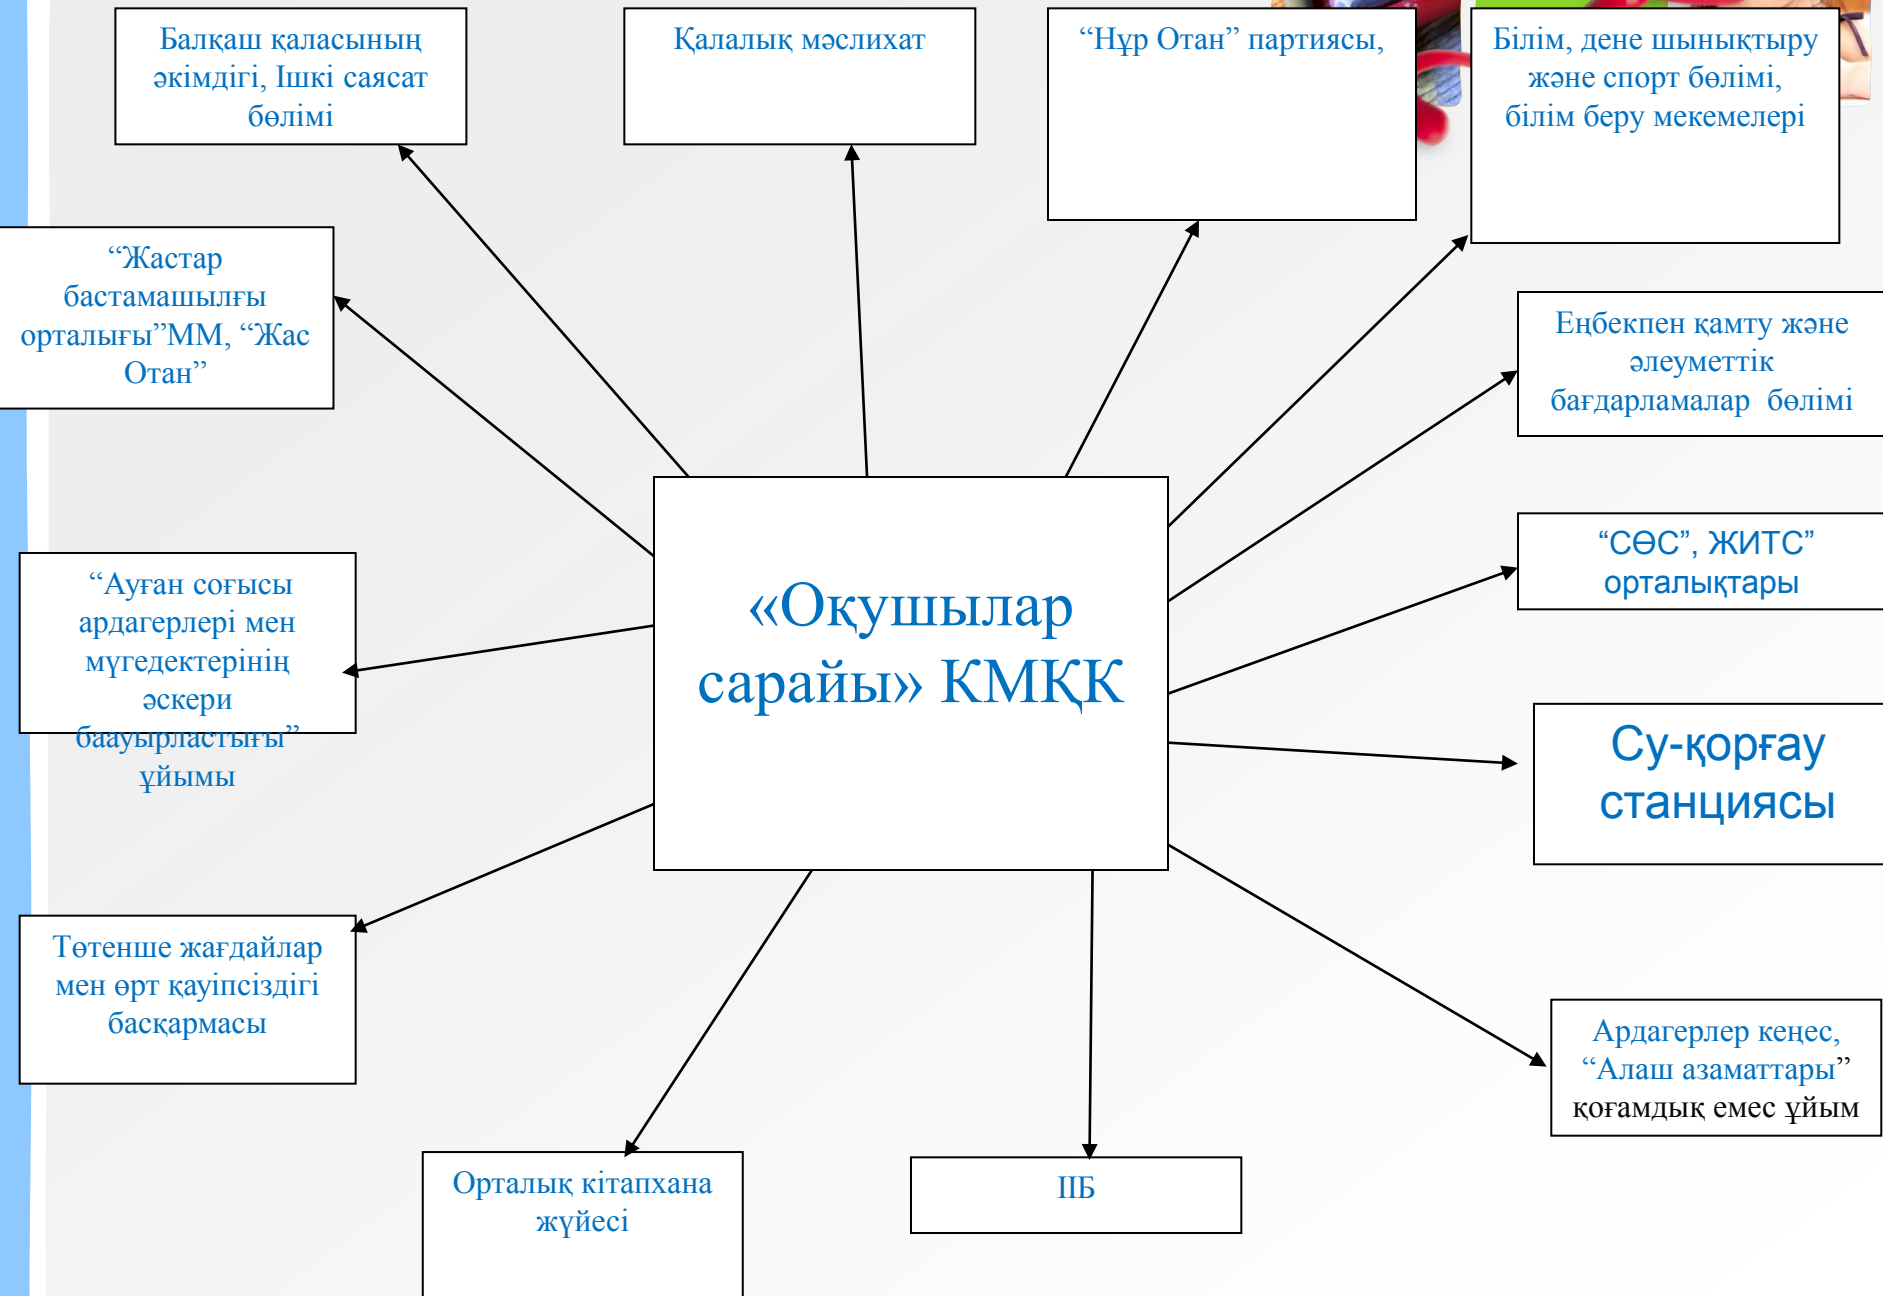 Балқаш қаласының
әкімдігі, Ішкі саясат
бөлімі
Қалалық мәслихат
“Нұр Отан” партиясы,
Білім, дене шынықтыру
және спорт бөлімі,
білім беру мекемелері
“Жастар
бастамашылғы
орталығы”ММ, “Жас
Отан”
Еңбекпен қамту және
әлеуметтік
бағдарламалар бөлімі
“СӨС”, ЖИТС”
орталықтары
“Ауған соғысы
ардагерлері мен
мүгедектерінің
әскери
баауырластығы”
ұйымы
«Оқушылар
сарайы» КМҚК
Су-қорғау
станциясы
Төтенше жағдайлар
мен өрт қауіпсіздігі
басқармасы
Ардагерлер кеңес,
“Алаш азаматтары”
қоғамдық емес ұйым
Орталық кітапхана
жүйесі
ІІБ